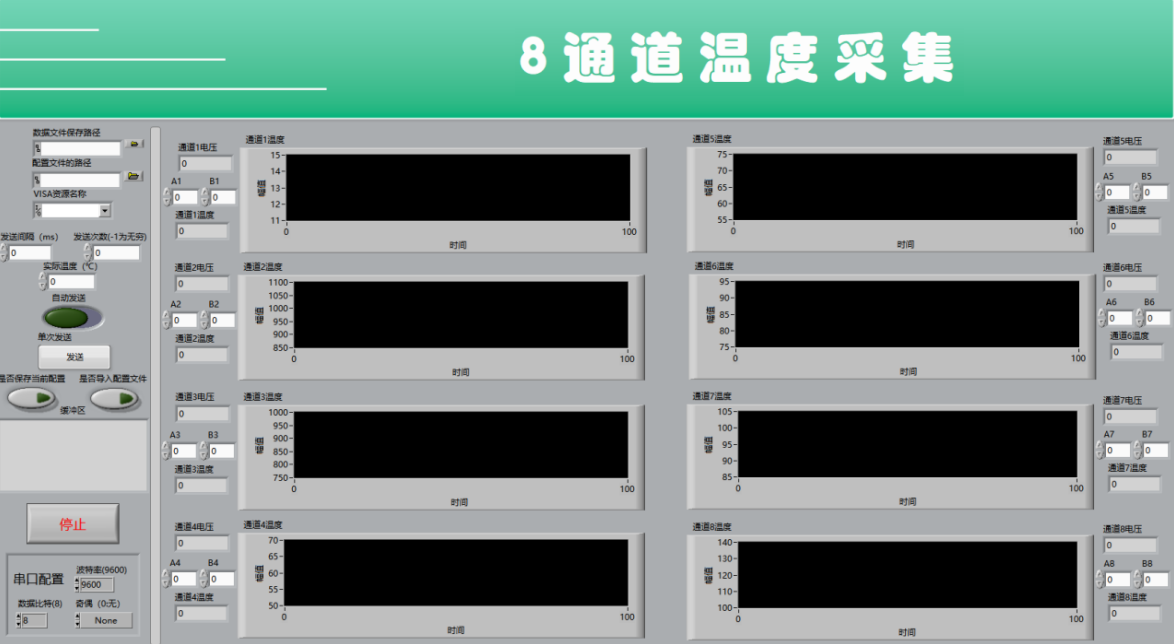 8通道温度采集
数据文件保存路径
配置文件的路径
VISA资源名称
发送间隔 (ms) 发送次数(-1为无穷)
0 0
实际温度 (℃)
0
自动发送
单次发送
发送
是否保存当前配置 是否导入配置文件
缓冲区
停止
串口配置
波特率(9600)
9600
数据比特(8) 奇偶 (0:无)
8 None
通道1电压
0
A1 B1
0 0
通道1温度
0
通道1温度
幅值
15
14
13
12
11
0 100
时间
通道2电压
0
A2 B2
0 0
通道2温度
0
通道2温度
幅值
1100
1050
1000
950
900
850
0 100
时间
通道3电压
0
A3 B3
0 0
通道3温度
0
通道3温度
幅值
1000
950
900
850
800
750
0 100
时间
通道4电压
0
A4 B4
0 0
通道4温度
0
通道4温度
幅值
70
65
60
55
50
0 100
时间
通道5温度
幅值
75
70
65
60
55
0 100
时间
通道5电压
0
A5 B5
0 0
通道5温度
0
通道6温度
幅值
95
90
85
80
75
0 100
时间
通道6电压
0
A6 B6
0 0
通道6温度
0
通道7温度
幅值
105
100
95
90
85
0 100
时间
通道7电压
0
A7 B7
0 0
通道7温度
0
通道8温度
幅值
140
130
120
110
100
0 100
时间
通道8电压
0
A8 B8
0 0
通道8温度
0